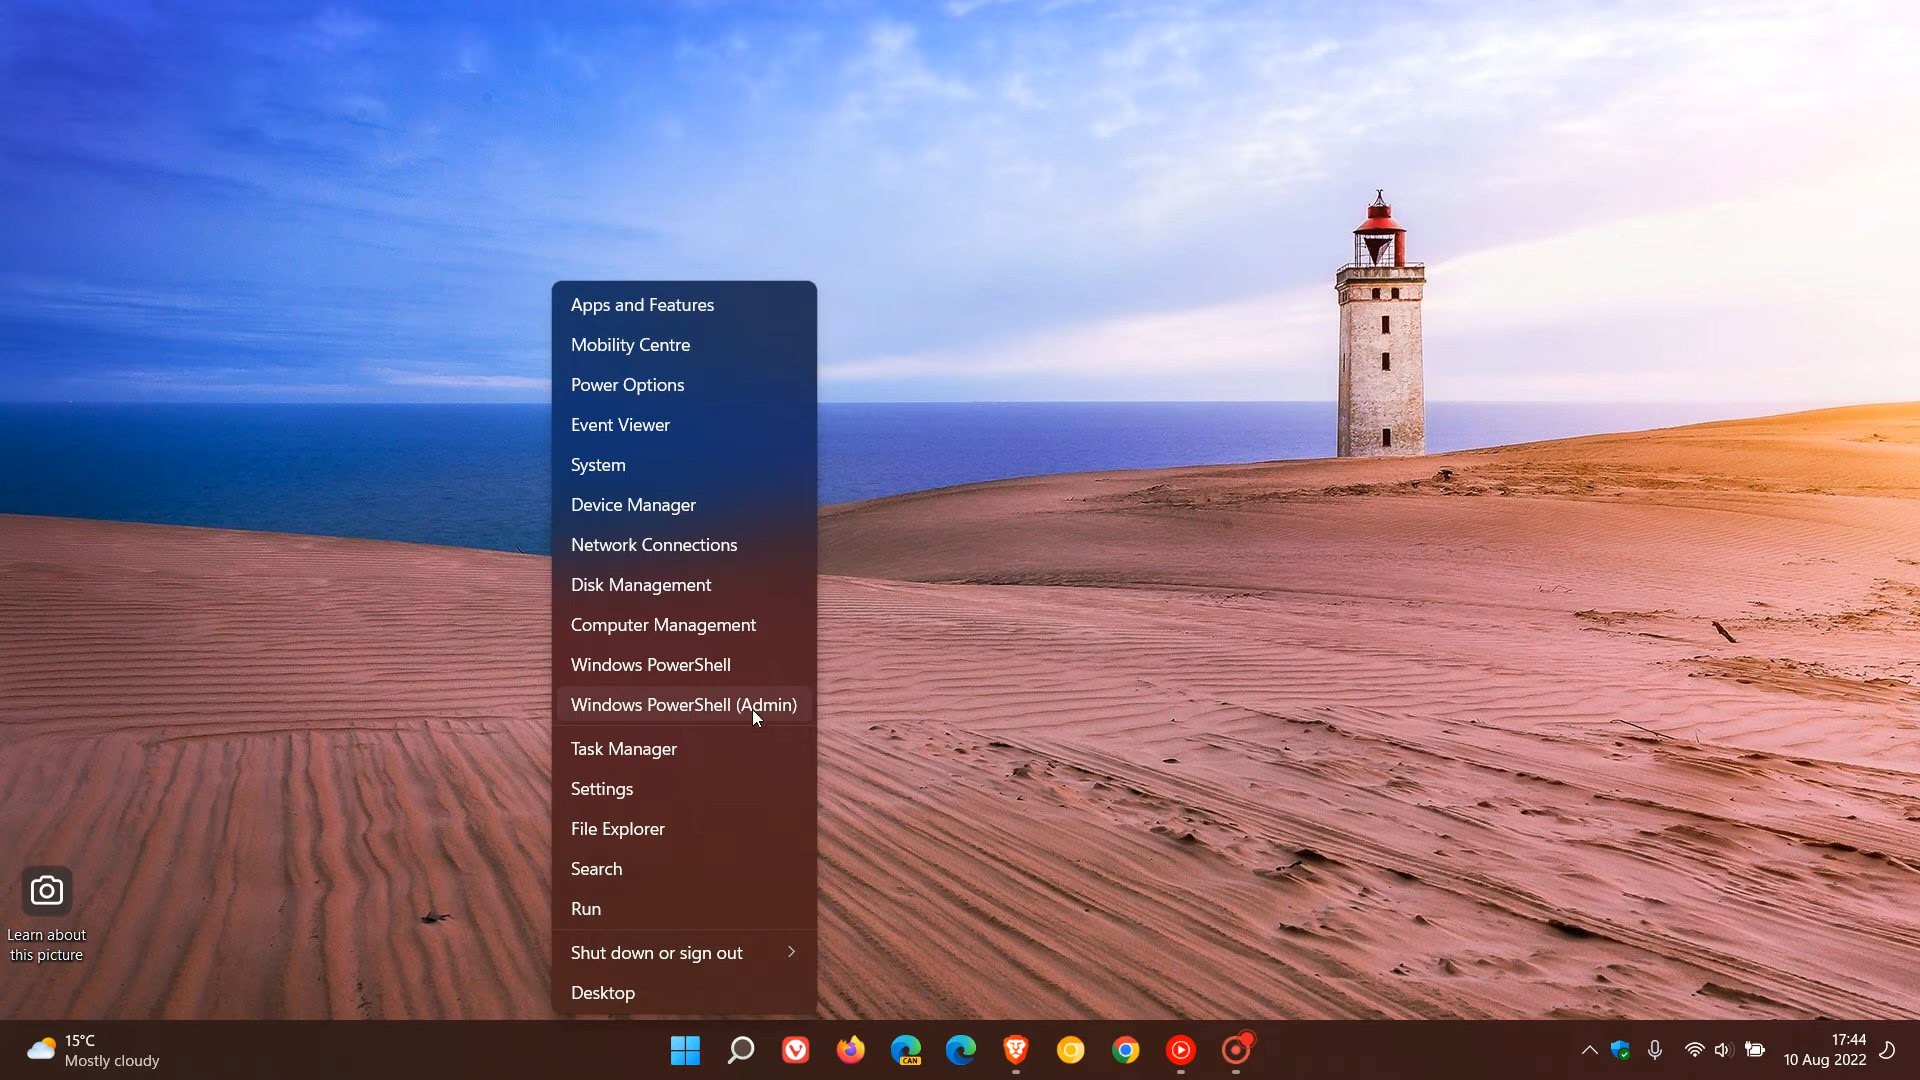 Apps and Features
Mobility Centre
Power Options
Event Viewer
System
Device Manager
Network Connections
Disk Management
Computer Management
Windows PowerShell
Windows PowerShell (Admin)
Task Manager
Settings
File Explorer
Search
Run
Shut down or sign out
Desktop
Learn about
this picture
15°C
Mostly cloudy
CAN
17:44
10 Aug 2022